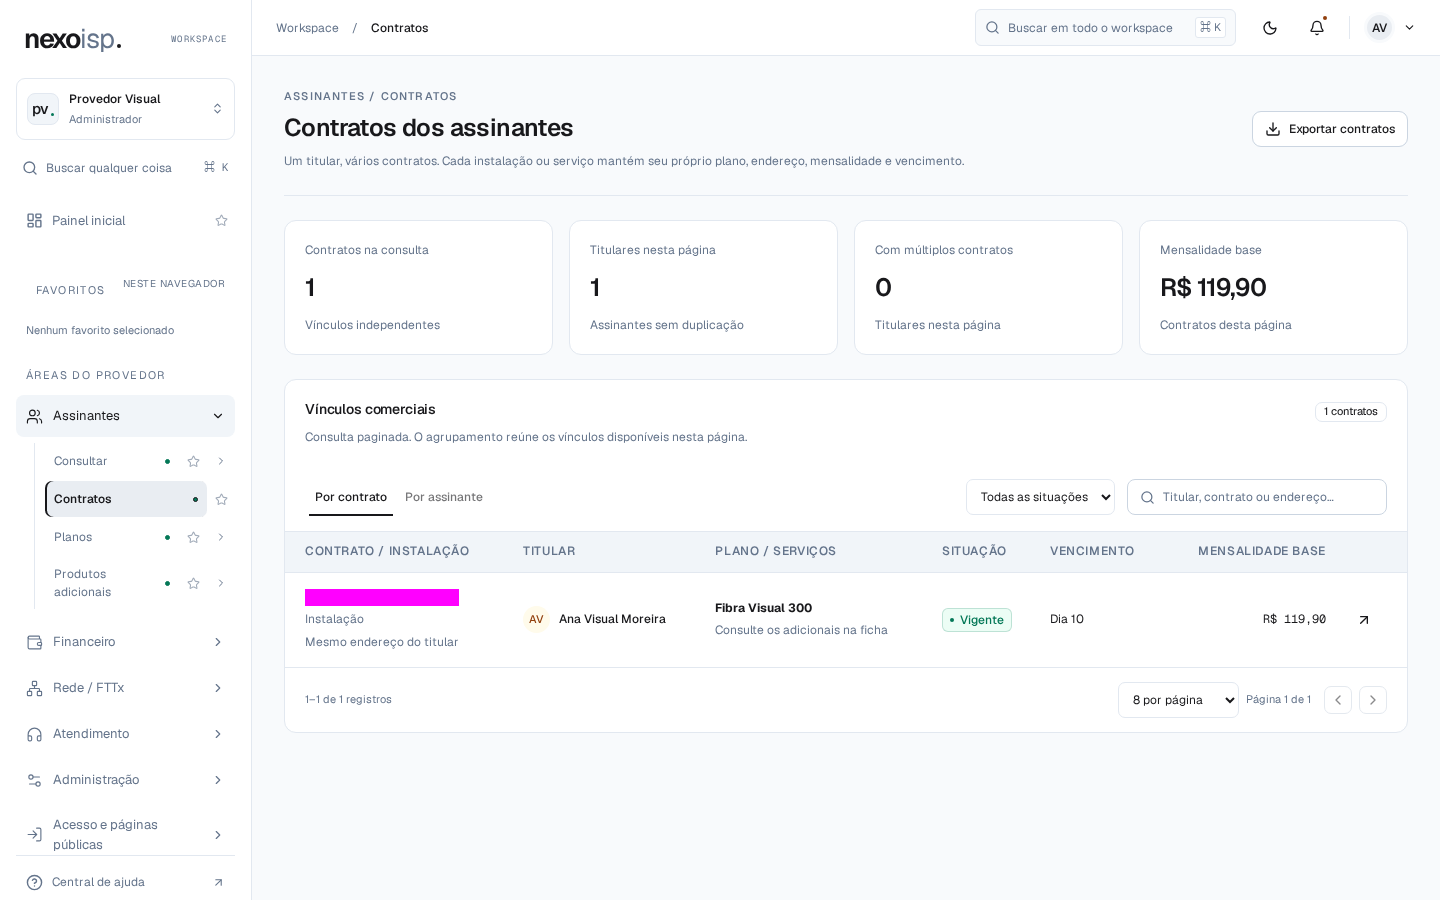 nexoisp.
WORKSPACE
pv.
Provedor Visual
Administrador
Buscar qualquer coisa
⌘ K
Painel inicial
FAVORITOS
NESTE NAVEGADOR
Nenhum favorito selecionado
ÁREAS DO PROVEDOR
Assinantes
Consultar
Contratos
Planos
Produtos
adicionais
Financeiro
Rede / FTTx
Atendimento
Administração
Acesso e páginas
públicas
Central de ajuda
Workspace / Contratos
Buscar em todo o workspace
⌘ K
AV
ASSINANTES / CONTRATOS
Contratos dos assinantes
Um titular, vários contratos. Cada instalação ou serviço mantém seu próprio plano, endereço, mensalidade e vencimento.
Exportar contratos
Contratos na consulta
1
Vínculos independentes
Titulares nesta página
1
Assinantes sem duplicação
Com múltiplos contratos
0
Titulares nesta página
Mensalidade base
R$ 119,90
Contratos desta página
Vínculos comerciais
1 contratos
Consulta paginada. O agrupamento reúne os vínculos disponíveis nesta página.
Por contrato
Por assinante
Todas as situações
Titular, contrato ou endereço...
CONTRATO / INSTALAÇÃO
TITULAR
PLANO / SERVIÇOS
SITUAÇÃO
VENCIMENTO
MENSALIDADE BASE
Instalação
Mesmo endereço do titular
AV
Ana Visual Moreira
Fibra Visual 300
Consulte os adicionais na ficha
Vigente
Dia 10
R$ 119,90
1–1 de 1 registros
8 por página
Página 1 de 1